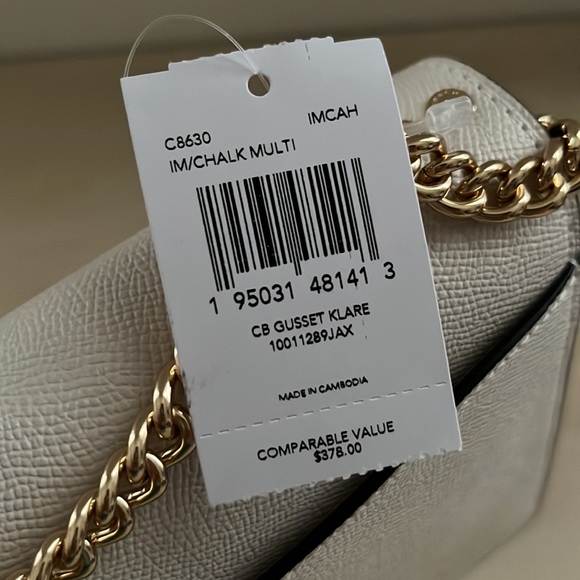 C8630 IMCAH
IM/CHALK MULTI
1 95031 48141 3
CB GUSSET KLARE
10011289JAX
MADE IN CAMBODIA
COMPARABLE VALUE
$378.00